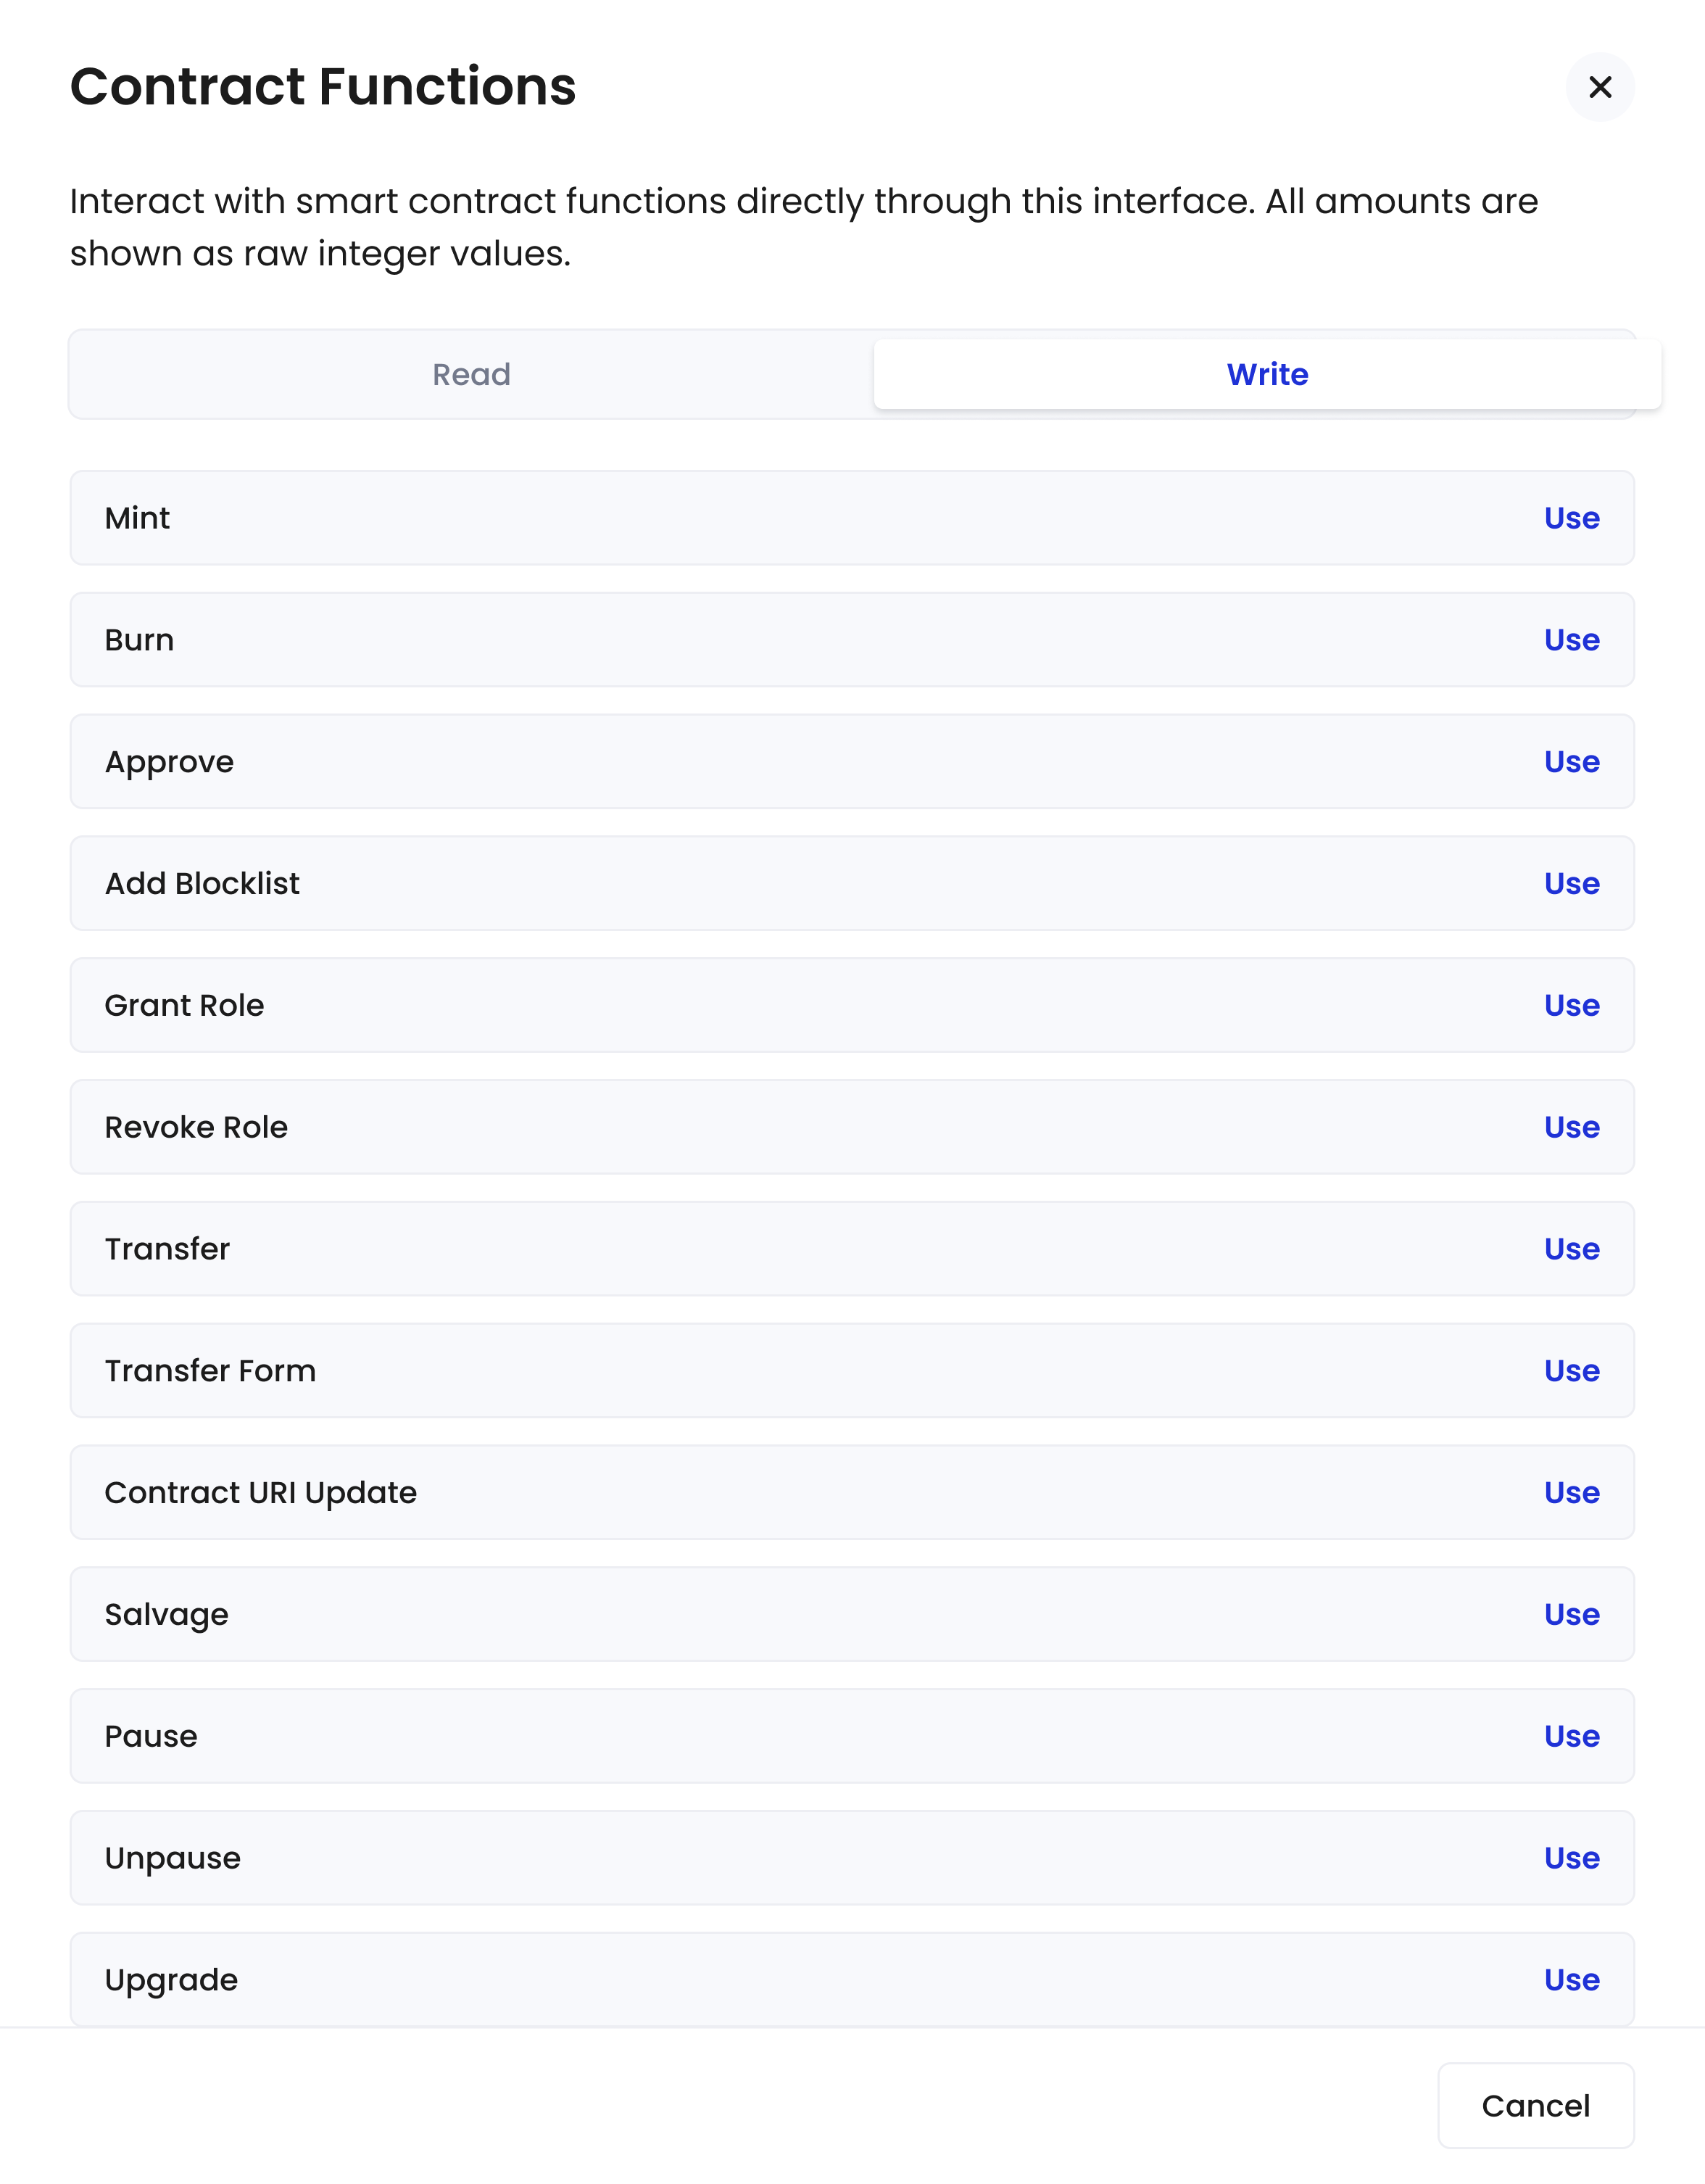 Contract Functions
Interact with smart contract functions directly through this interface. All amounts are
shown as raw integer values.
Read
Write
Mint Use
Burn Use
Approve Use
Add Blocklist Use
Grant Role Use
Revoke Role Use
Transfer Use
Transfer Form Use
Contract URI Update Use
Salvage Use
Pause Use
Unpause Use
Upgrade Use
Cancel